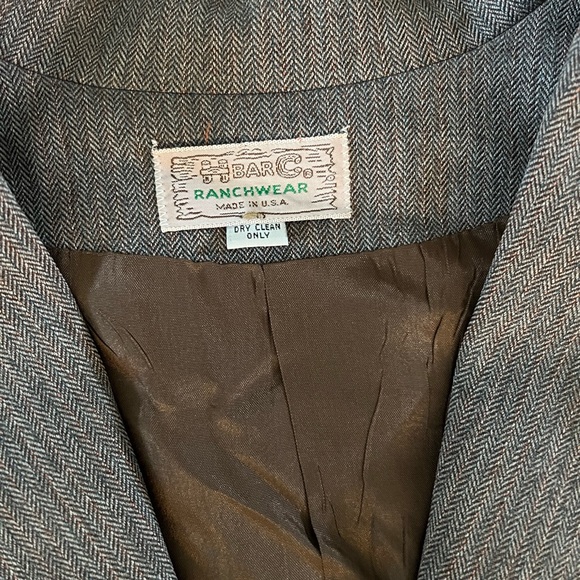 H BAR C®
RANCHWEAR
MADE IN U.S.A.
DRY CLEAN
ONLY